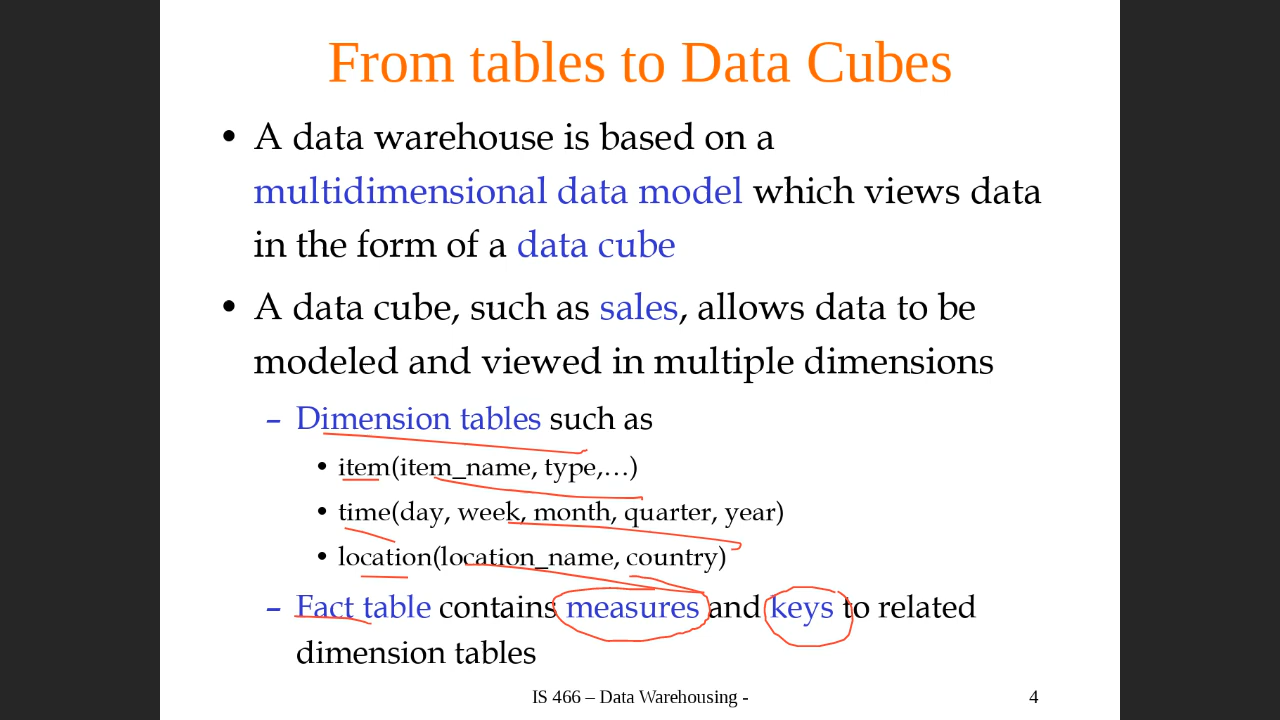 From tables to Data Cubes
• A data warehouse is based on a
multidimensional data model which views data
in the form of a data cube
• A data cube, such as sales, allows data to be
modeled and viewed in multiple dimensions
– Dimension tables such as
• item(item_name, type,…)
• time(day, week, month, quarter, year)
• location(location_name, country)
– Fact table contains measures and keys to related
dimension tables
IS 466 – Data Warehousing -
4